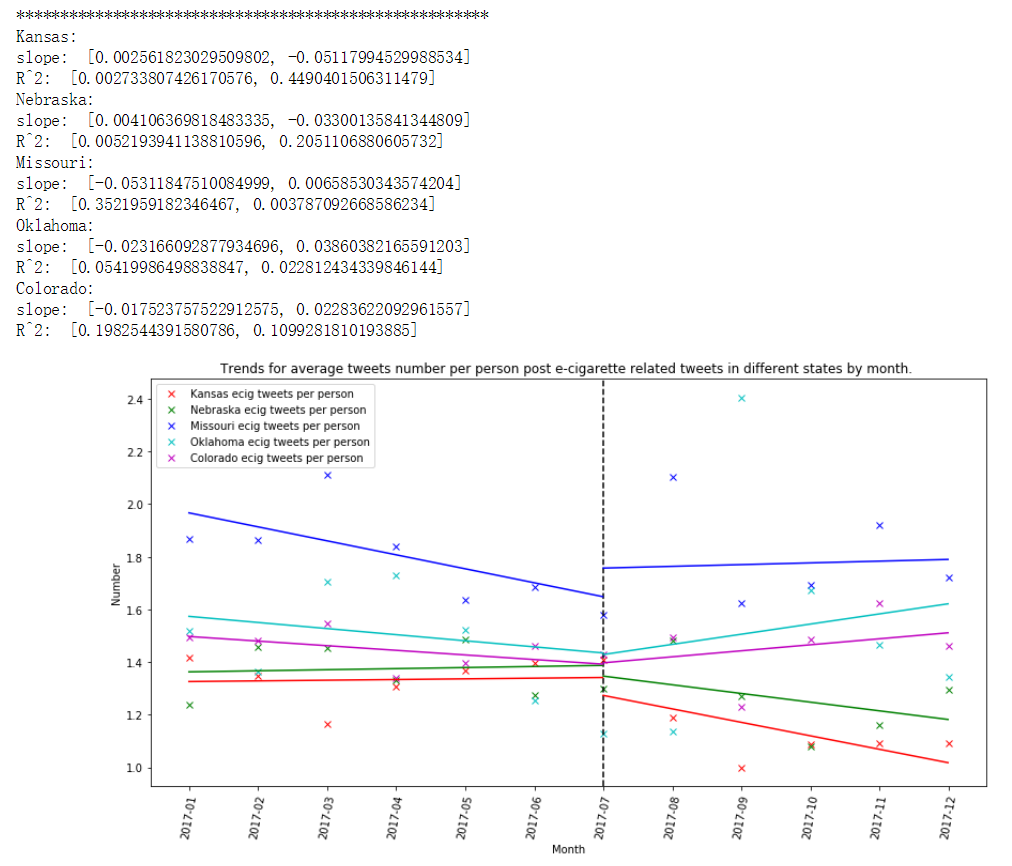 ****************************************************
Kansas:
slope:  [0.002561823029509802, -0.05117994529988534]
R^2:  [0.002733807426170576, 0.4490401506311479]
Nebraska:
slope:  [0.004106369818483335, -0.03300135841344809]
R^2:  [0.0052193941138810596, 0.2051106880605732]
Missouri:
slope:  [-0.05311847510084999, 0.00658530343574204]
R^2:  [0.3521959182346467, 0.003787092668586234]
Oklahoma:
slope:  [-0.023166092877934696, 0.03860382165591203]
R^2:  [0.05419986498838847, 0.022812434339846144]
Colorado:
slope:  [-0.017523757522912575, 0.02283622092961557]
R^2:  [0.1982544391580786, 0.1099281810193885]
Trends for average tweets number per person post e-cigarette related tweets in different states by month.
Kansas ecig tweets per person
Nebraska ecig tweets per person
Missouri ecig tweets per person
Oklahoma ecig tweets per person
Colorado ecig tweets per person
2.4
2.2
2.0
1.8
1.6
1.4
1.2
1.0
Number
2017-01
2017-02
2017-03
2017-04
2017-05
2017-06
2017-07
2017-08
2017-09
2017-10
2017-11
2017-12
Month